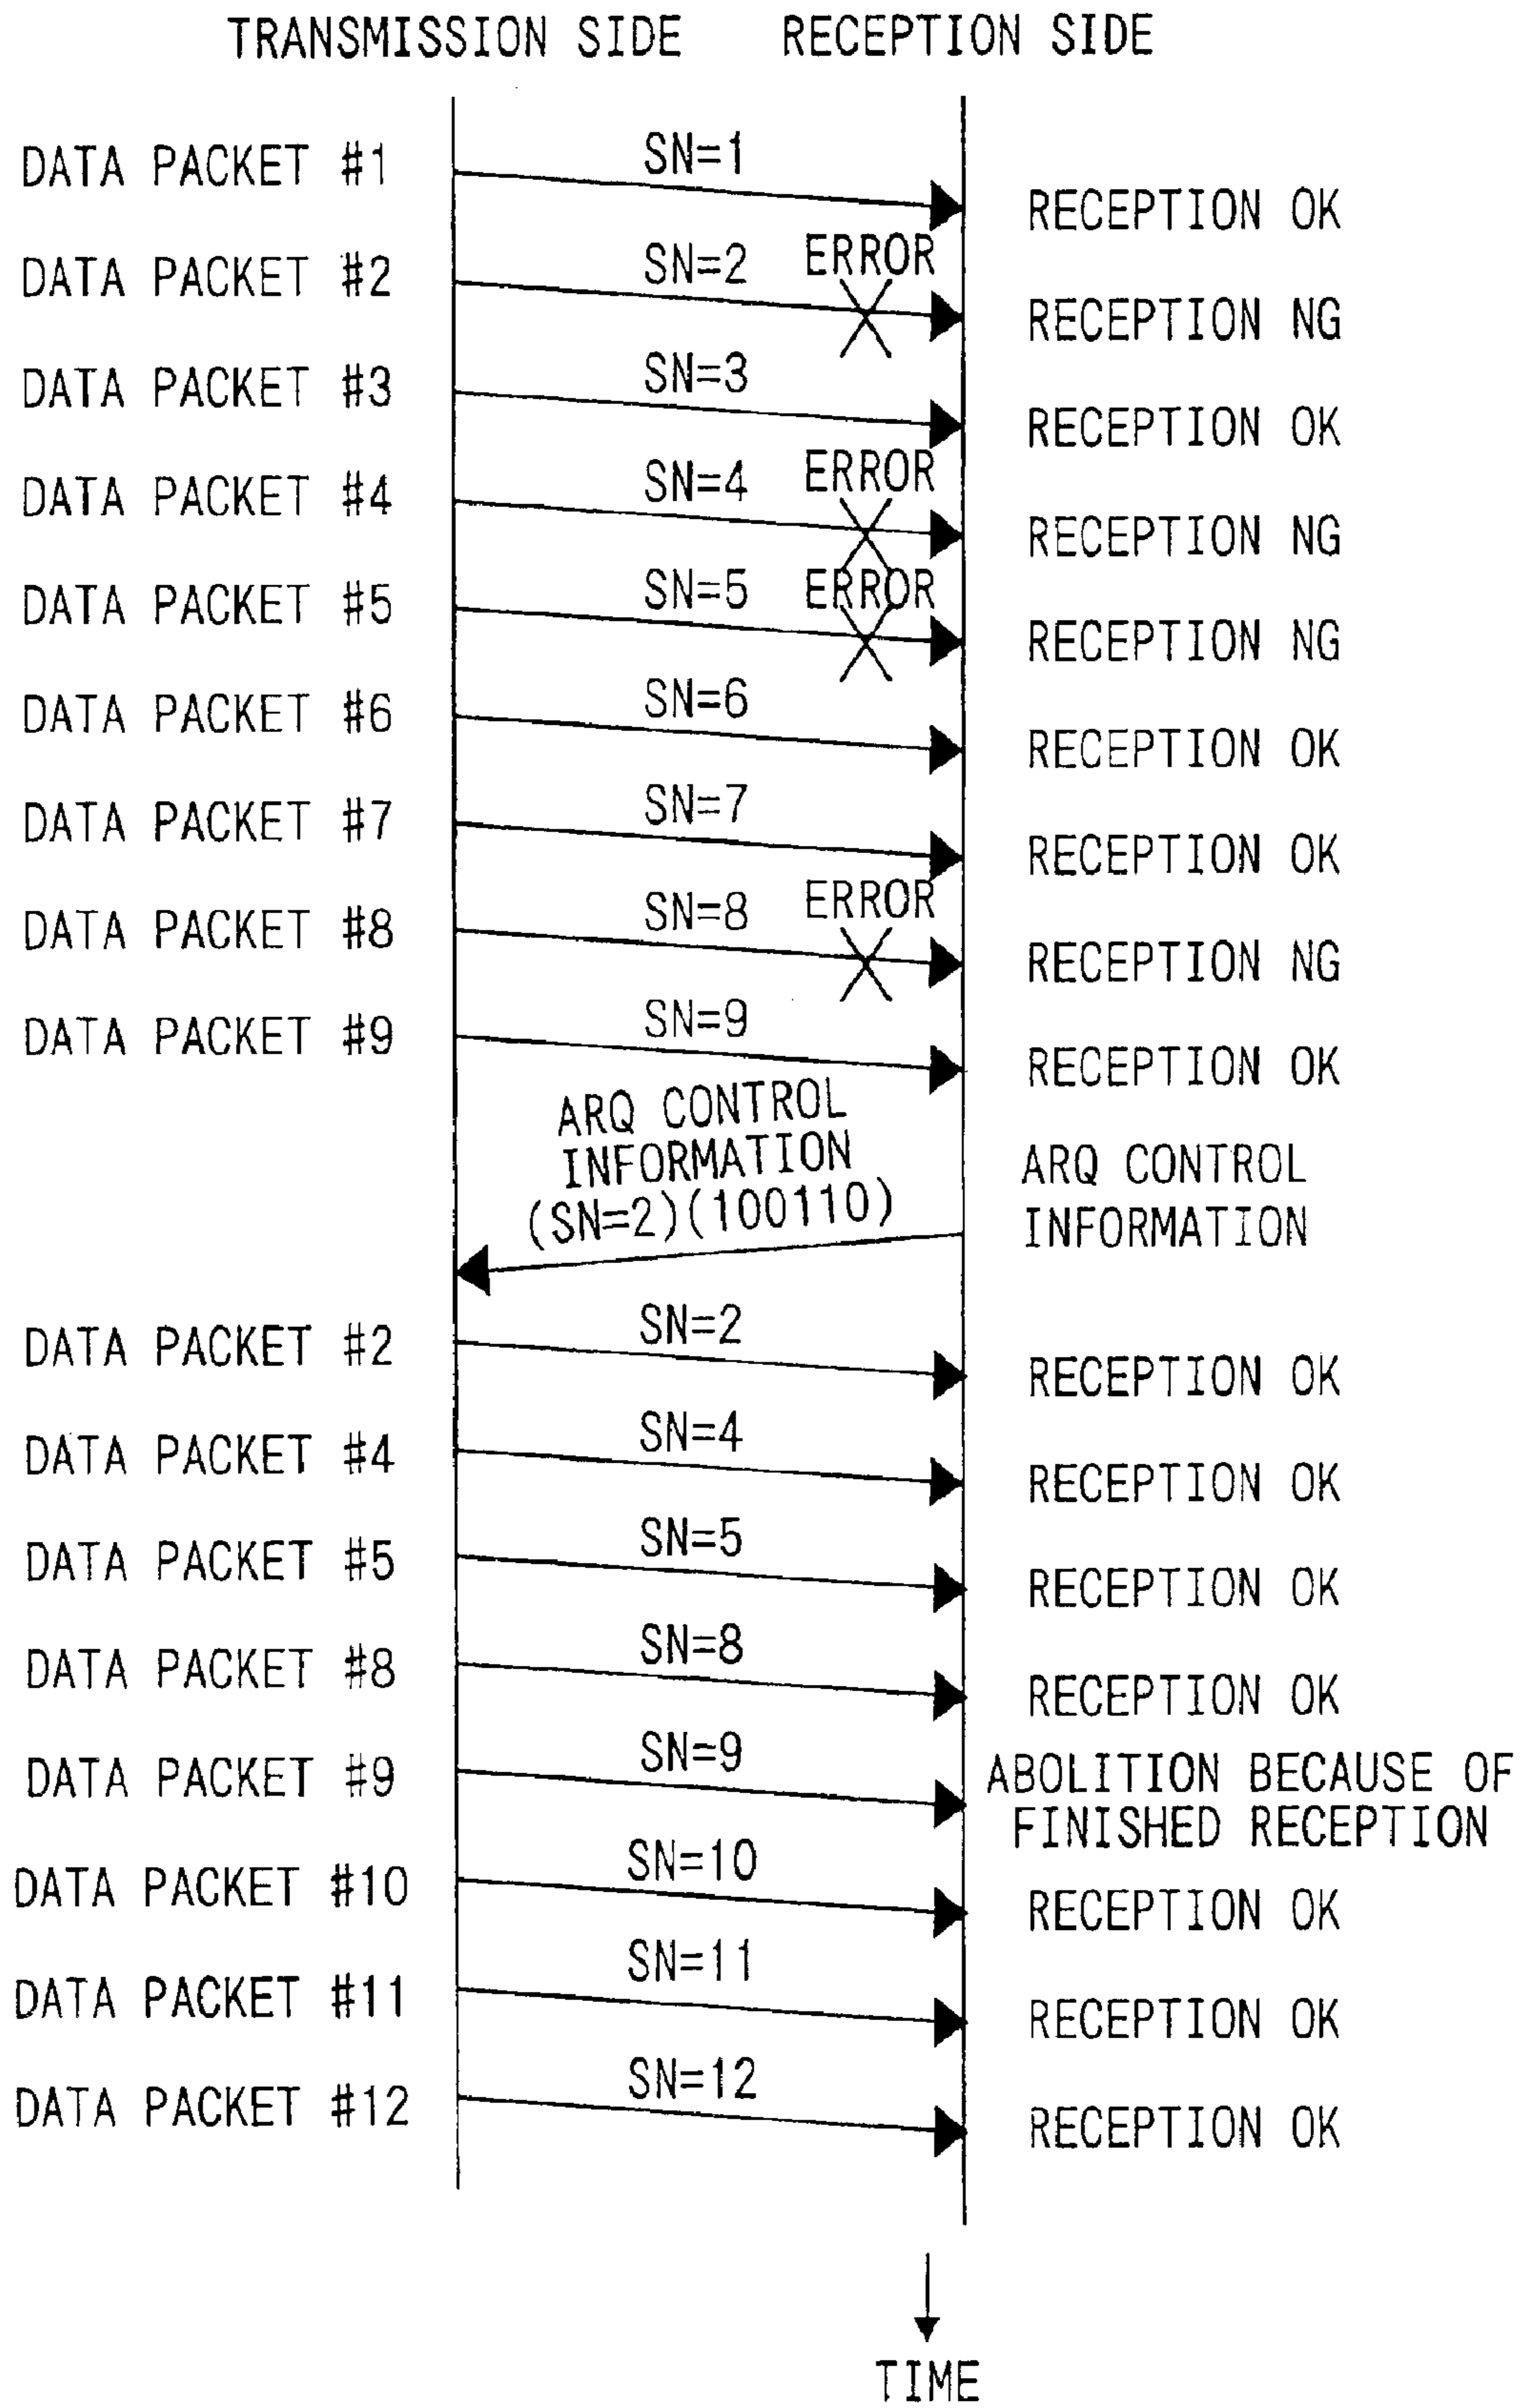 TRANSMISSION SIDE RECEPTION SIDE
DATA PACKET #1 SN=1 RECEPTION OK
DATA PACKET #2 SN=2 ERROR RECEPTION NG
DATA PACKET #3 SN=3 RECEPTION OK
DATA PACKET #4 SN=4 ERROR RECEPTION NG
DATA PACKET #5 SN=5 ERROR RECEPTION NG
DATA PACKET #6 SN=6 RECEPTION OK
DATA PACKET #7 SN=7 RECEPTION OK
DATA PACKET #8 SN=8 ERROR RECEPTION NG
DATA PACKET #9 SN=9 RECEPTION OK
ARQ CONTROL
INFORMATION
(SN=2)(100110)
ARQ CONTROL
INFORMATION
DATA PACKET #2 SN=2 RECEPTION OK
DATA PACKET #4 SN=4 RECEPTION OK
DATA PACKET #5 SN=5 RECEPTION OK
DATA PACKET #8 SN=8 RECEPTION OK
DATA PACKET #9 SN=9 ABOLITION BECAUSE OF
FINISHED RECEPTION
DATA PACKET #10 SN=10 RECEPTION OK
DATA PACKET #11 SN=11 RECEPTION OK
DATA PACKET #12 SN=12 RECEPTION OK
TIME